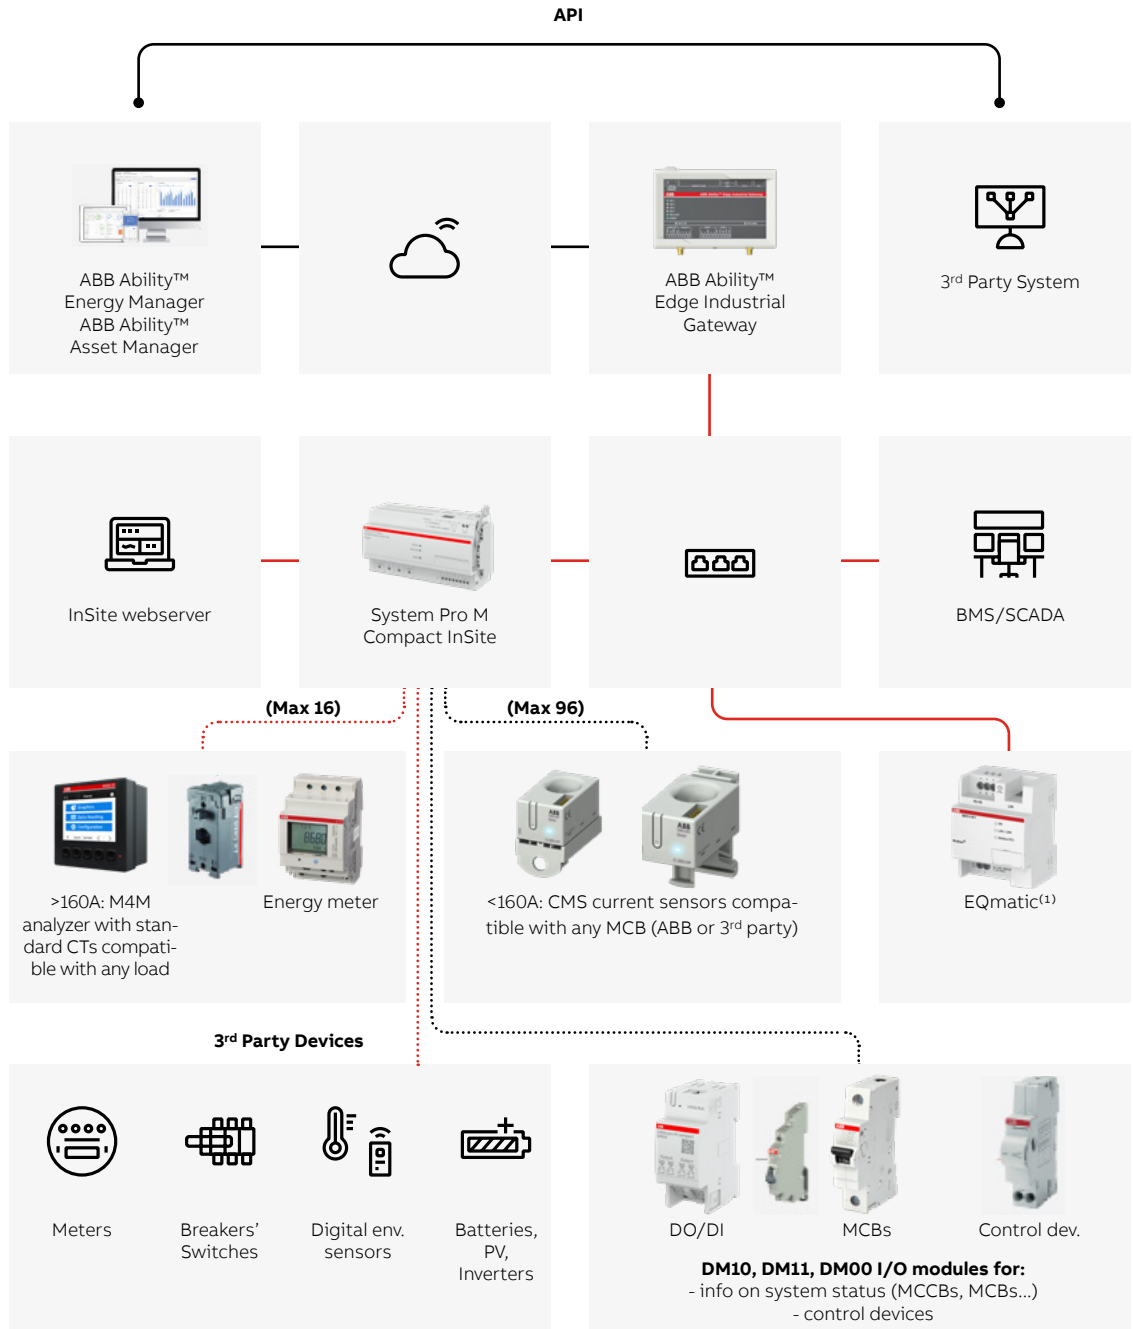 API
ABB Ability™
Energy Manager
ABB Ability™
Asset Manager
ABB Ability™
Edge Industrial
Gateway
3rd Party System
InSite webserver
System Pro M
Compact InSite
BMS/SCADA
(Max 16)
(Max 96)
>160A: M4M
analyzer with stan-
dard CTs compati-
ble with any load
Energy meter
<160A: CMS current sensors compa-
tible with any MCB (ABB or 3rd party)
EQmatic(1)
3rd Party Devices
Meters
Breakers'
Switches
Digital env.
sensors
Batteries,
PV,
Inverters
DO/DI
MCBs
Control dev.
DM10, DM11, DM00 I/O modules for:
- info on system status (MCCBs, MCBs...)
- control devices